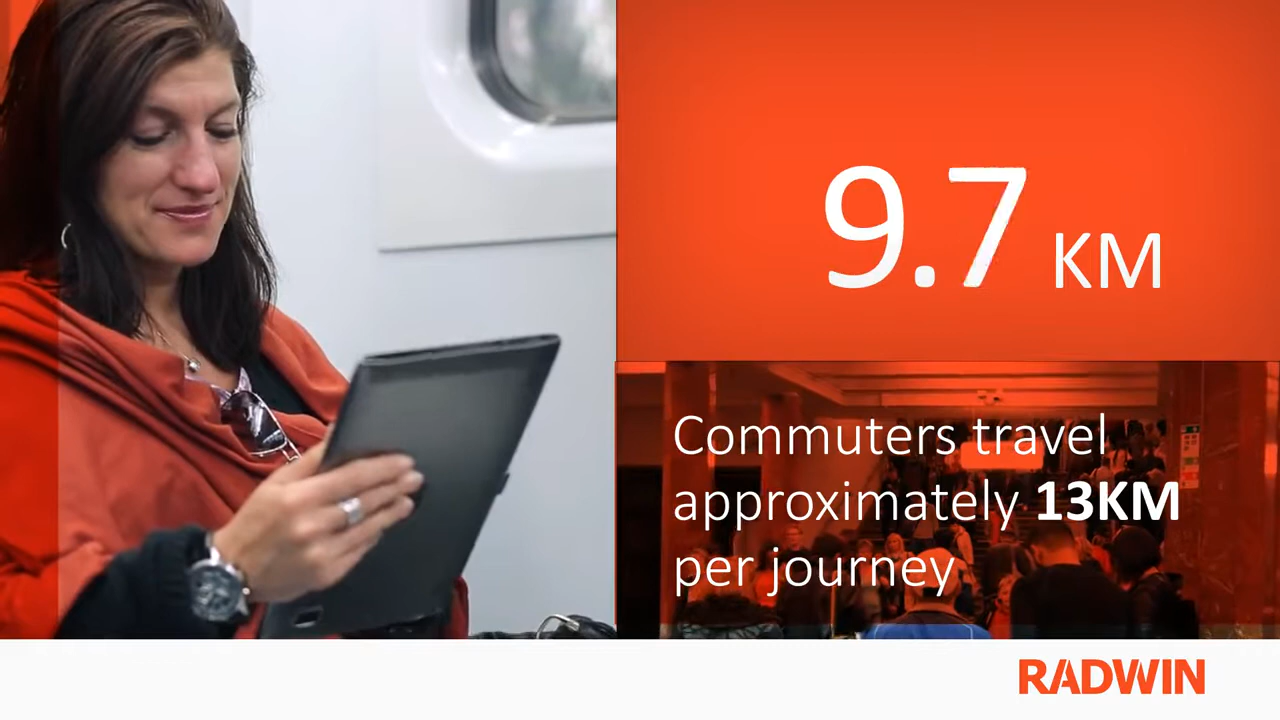 9.7 KM
Commuters travel
approximately 13KM
per journey
RADWIN